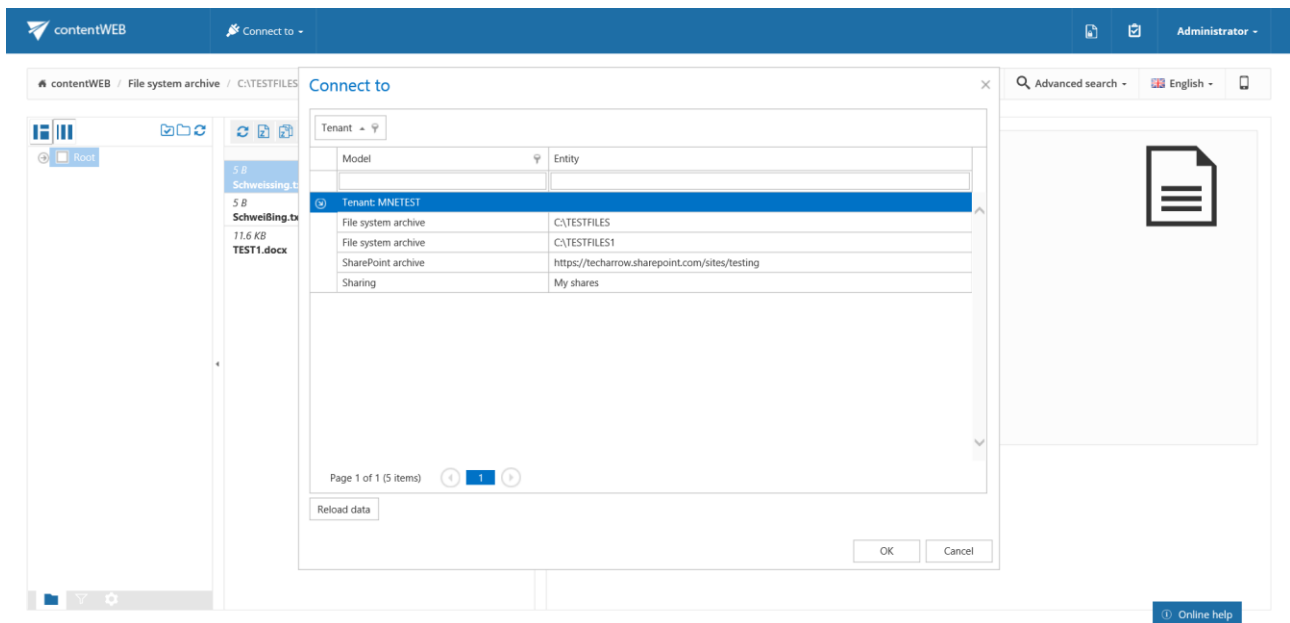 contentWEB
Connect to
Administrator
contentWEB / File system archive / C:\TESTFILES
Advanced search
English
Root
5 B
Schweissing.t
5 B
Schweißing.tx
11.6 KB
TEST1.docx
Connect to
Tenant
Model Entity
Tenant: MNETEST
File system archive C:\TESTFILES
File system archive C:\TESTFILES1
SharePoint archive https://techarrow.sharepoint.com/sites/testing
Sharing My shares
Page 1 of 1 (5 items) 1
Reload data
OK Cancel
Online help